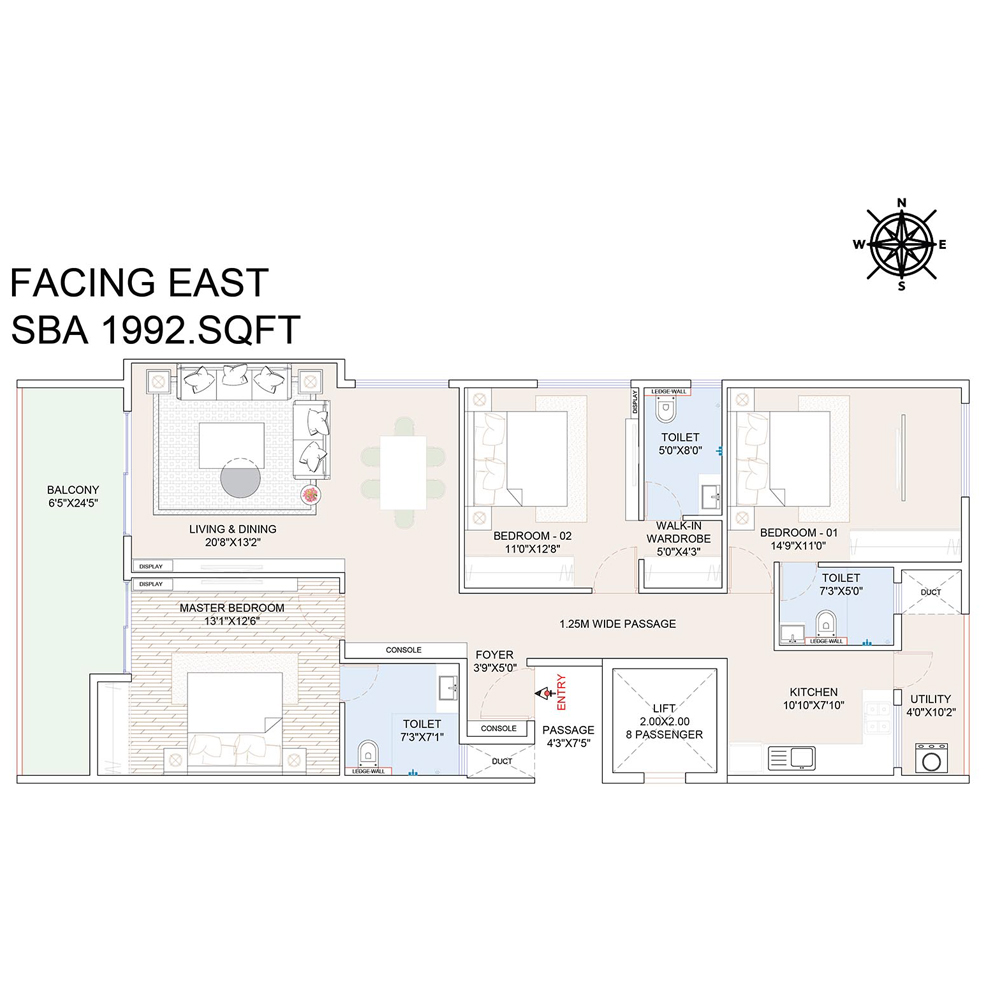 N
W E
S
FACING EAST
SBA 1992.SQFT
BALCONY
6'5"X24'5"
LIVING & DINING
20'8"X13'2"
DISPLAY
DISPLAY
MASTER BEDROOM
13'1"X12'6"
CONSOLE
TOILET
7'3"X7'1"
LEDGE WALL
BEDROOM - 02
11'0"X12'8"
DISPLAY
LEDGE WALL
TOILET
5'0"X8'0"
WALK-IN
WARDROBE
5'0"X4'3"
BEDROOM - 01
14'9"X11'0"
TOILET
7'3"X5'0"
LEDGE WALL
DUCT
1.25M WIDE PASSAGE
FOYER
3'9"X5'0"
CONSOLE
DUCT
ENTRY
PASSAGE
4'3"X7'5"
LIFT
2.00X2.00
8 PASSENGER
KITCHEN
10'10"X7'10"
UTILITY
4'0"X10'2"